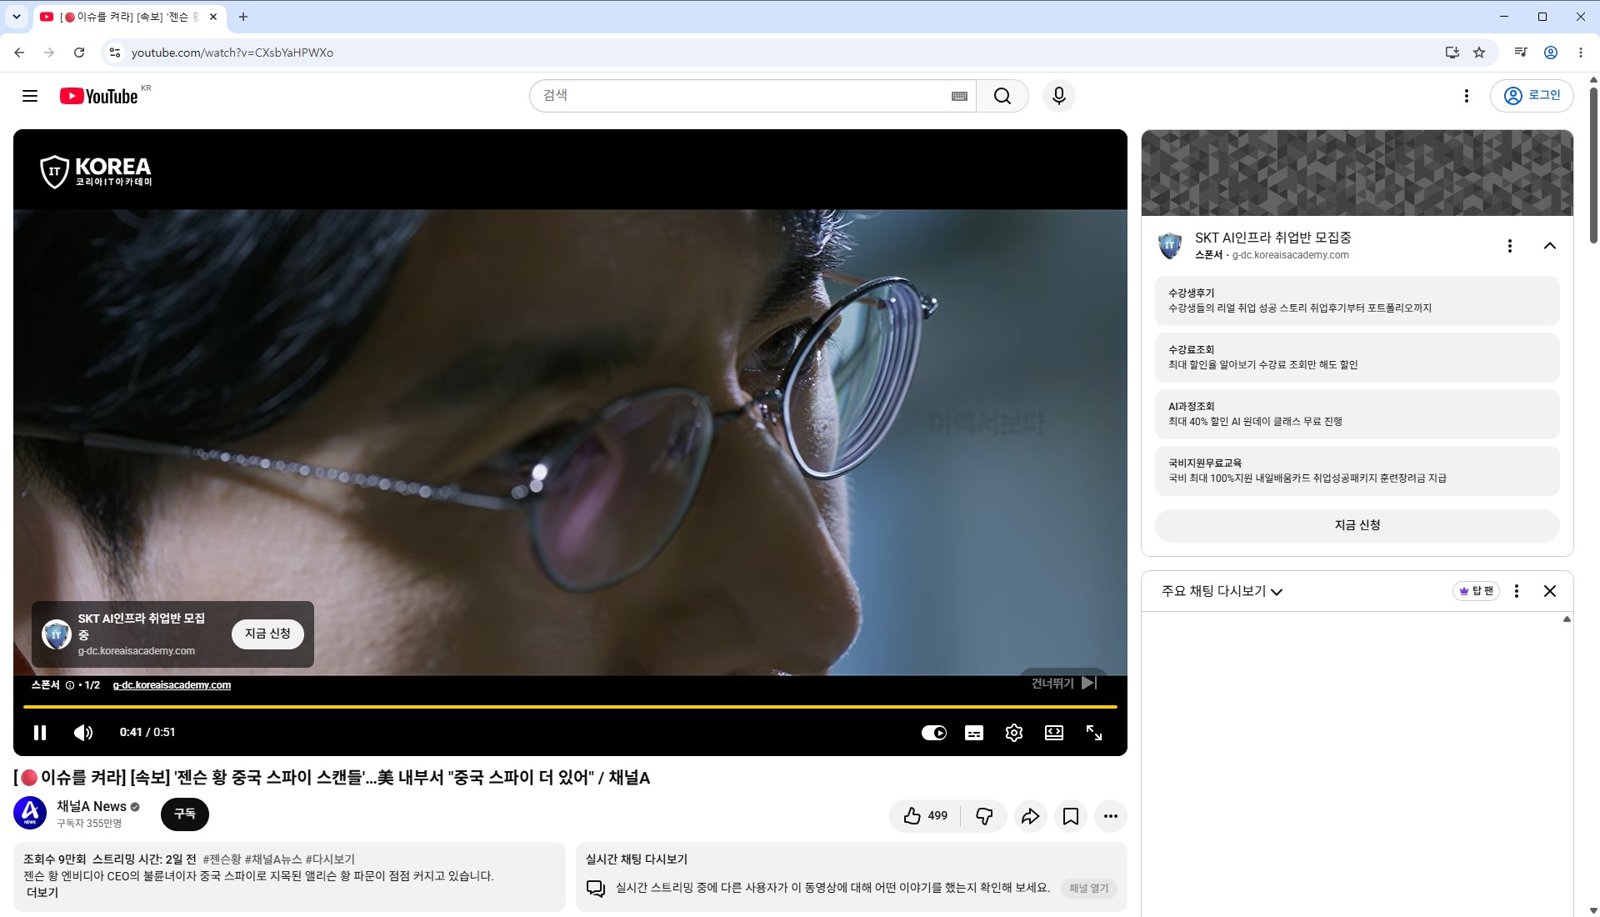 [🔴이슈를 켜라] [속보] '젠슨
youtube.com/watch?v=CXsbYaHPWXo
YouTube KR
검색
로그인
IT KOREA
코리아IT아카데미
이력서보다
SKT AI인프라 취업반 모집
중
g-dc.koreaisacademy.com
지금 신청
스폰서 · 1/2 g-dc.koreaisacademy.com
건너뛰기
0:41 / 0:51
[🔴이슈를 켜라] [속보] '젠슨 황 중국 스파이 스캔들'...美 내부서 "중국 스파이 더 있어" / 채널A
채널A News
구독자 355만명
구독
499
조회수 9만회 스트리밍 시간: 2일 전 #젠슨황 #채널A뉴스 #다시보기
젠슨 황 엔비디아 CEO의 불륜녀이자 중국 스파이로 지목된 앨리슨 황 파문이 점점 커지고 있습니다.
더보기
실시간 채팅 다시보기
실시간 스트리밍 중에 다른 사용자가 이 동영상에 대해 어떤 이야기를 했는지 확인해 보세요.
패널 열기
SKT AI인프라 취업반 모집중
스폰서 · g-dc.koreaisacademy.com
수강생후기
수강생들의 리얼 취업 성공 스토리 취업후기부터 포트폴리오까지
수강료조회
최대 할인율 알아보기 수강료 조회만 해도 할인
AI과정조회
최대 40% 할인 AI 원데이 클래스 무료 진행
국비지원무료교육
국비 최대 100%지원 내일배움카드 취업성공패키지 훈련장려금 지급
지금 신청
주요 채팅 다시보기
탑 팬